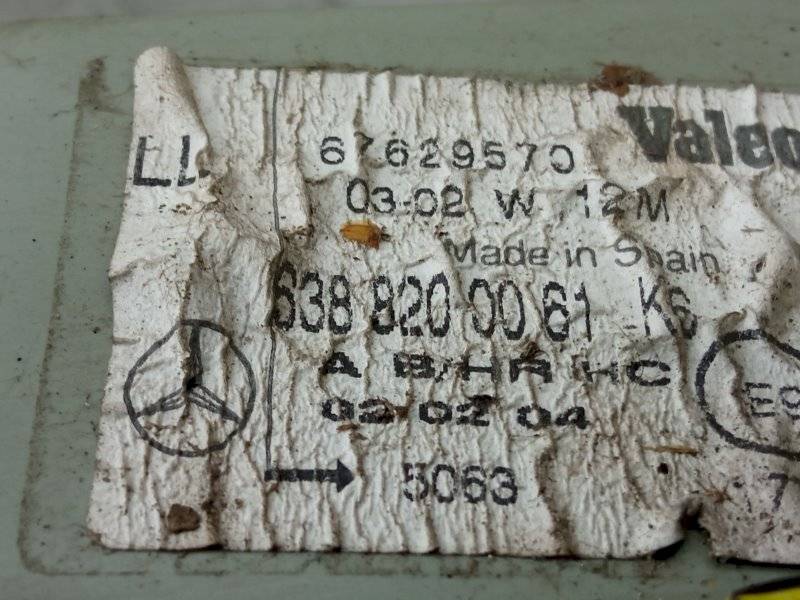 Valeo
67629570
03-02 W 12M
Made in Spain
638 820 00 61 K6
A B/HR HC
02 02 04
5063
E9